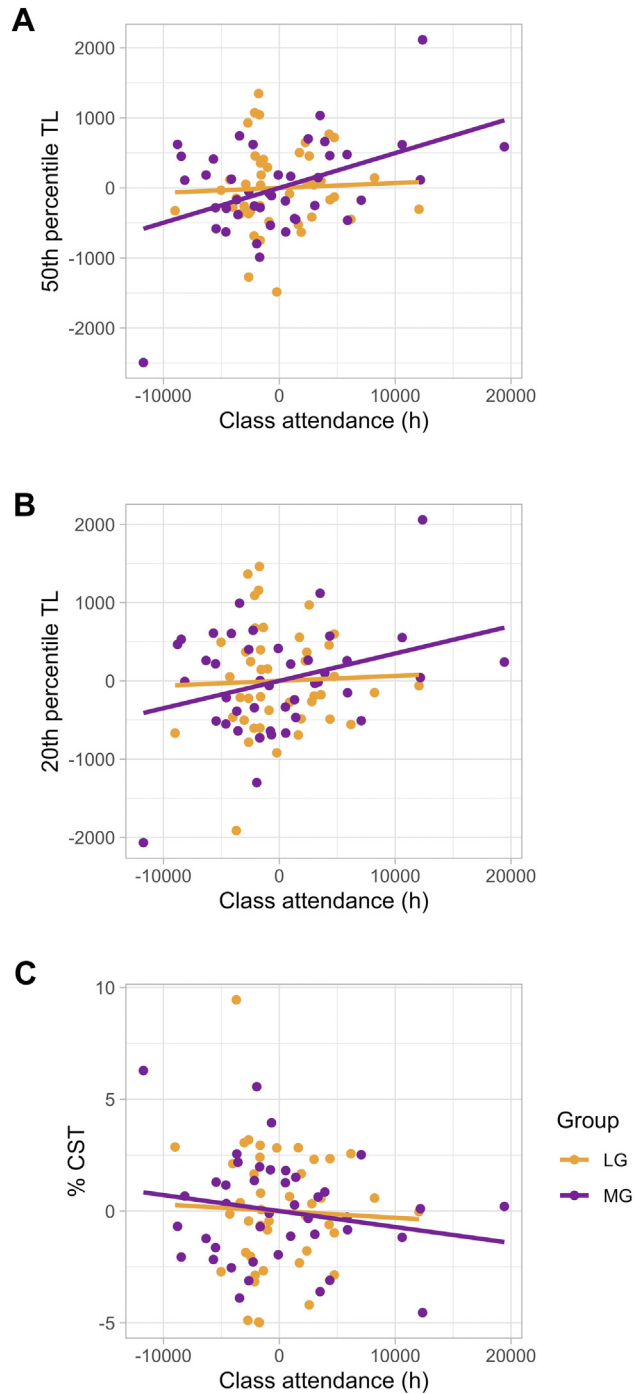 A
50th percentile TL
2000
1000
0
-1000
-2000
-10000 0 10000 20000
Class attendance (h)
B
20th percentile TL
2000
1000
0
-1000
-2000
-10000 0 10000 20000
Class attendance (h)
C
% CST
10
5
0
-5
-10000 0 10000 20000
Class attendance (h)
Group
LG
MG